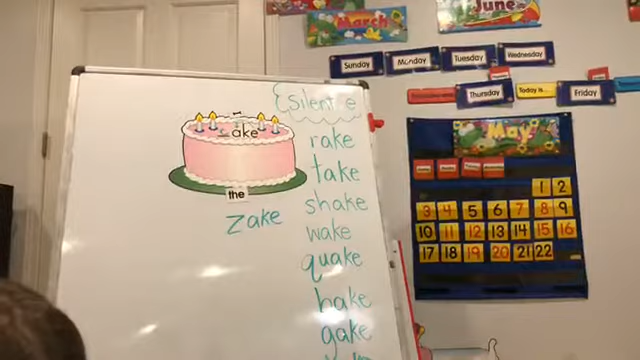 March
June
Sunday
Monday
Tuesday
Wednesday
Thursday
Today is...
Friday
Silent e
_ake
the
zake
rake
take
shake
wake
quake
hake
gake
May
1 2
3 4 5 6 7 8 9
10 11 12 13 14 15 16
17 18 19 20 21 22